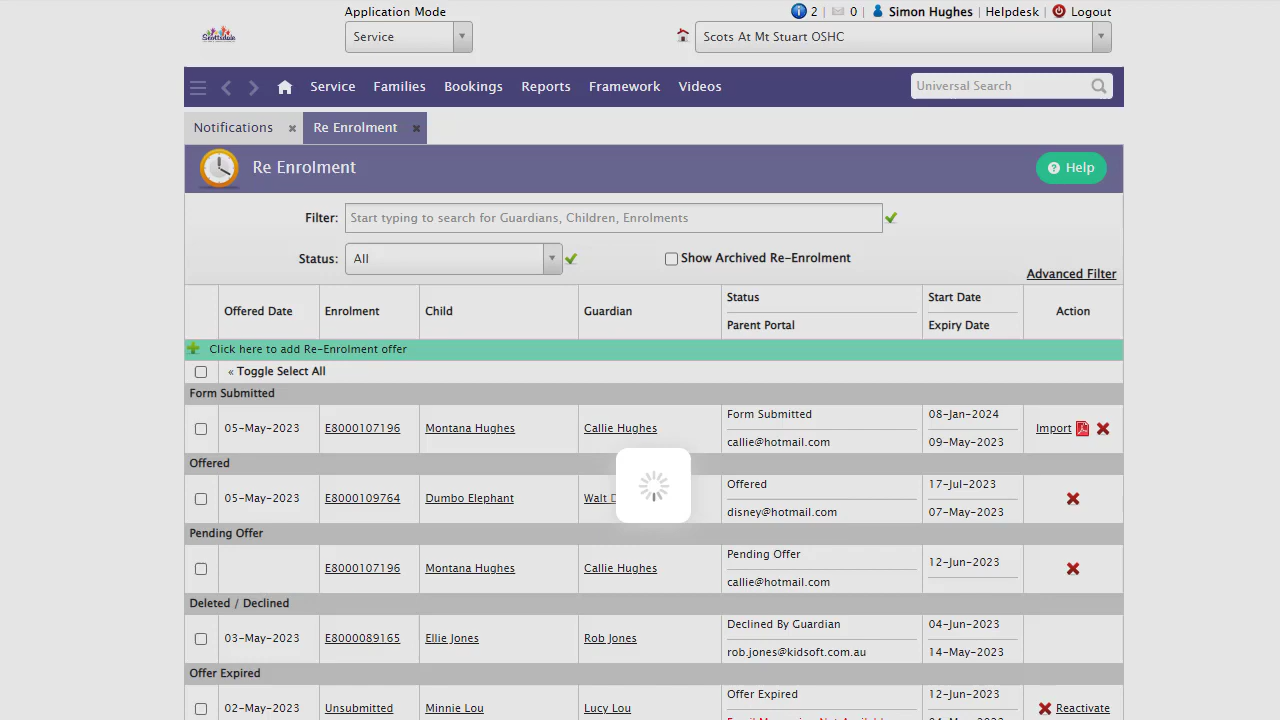 Application Mode
2 | 0 Simon Hughes | Helpdesk | Logout
Scottsdale
Service
Scots At Mt Stuart OSHC
Service Families Bookings Reports Framework Videos
Universal Search
Notifications × Re Enrolment ×
Re Enrolment
? Help
Filter: Start typing to search for Guardians, Children, Enrolments
Status: All
Show Archived Re-Enrolment
Advanced Filter
Offered Date Enrolment Child Guardian Status Start Date Action
Parent Portal Expiry Date
Click here to add Re-Enrolment offer
« Toggle Select All
Form Submitted
05-May-2023 E8000107196 Montana Hughes Callie Hughes Form Submitted 08-Jan-2024 Import
callie@hotmail.com 09-May-2023
Offered
05-May-2023 E8000109764 Dumbo Elephant Walt Offered 17-Jul-2023
disney@hotmail.com 07-May-2023
Pending Offer
E8000107196 Montana Hughes Callie Hughes Pending Offer 12-Jun-2023
callie@hotmail.com
Deleted / Declined
03-May-2023 E8000089165 Ellie Jones Rob Jones Declined By Guardian 04-Jun-2023
rob.jones@kidsoft.com.au 14-May-2023
Offer Expired
02-May-2023 Unsubmitted Minnie Lou Lucy Lou Offer Expired 12-Jun-2023 Reactivate